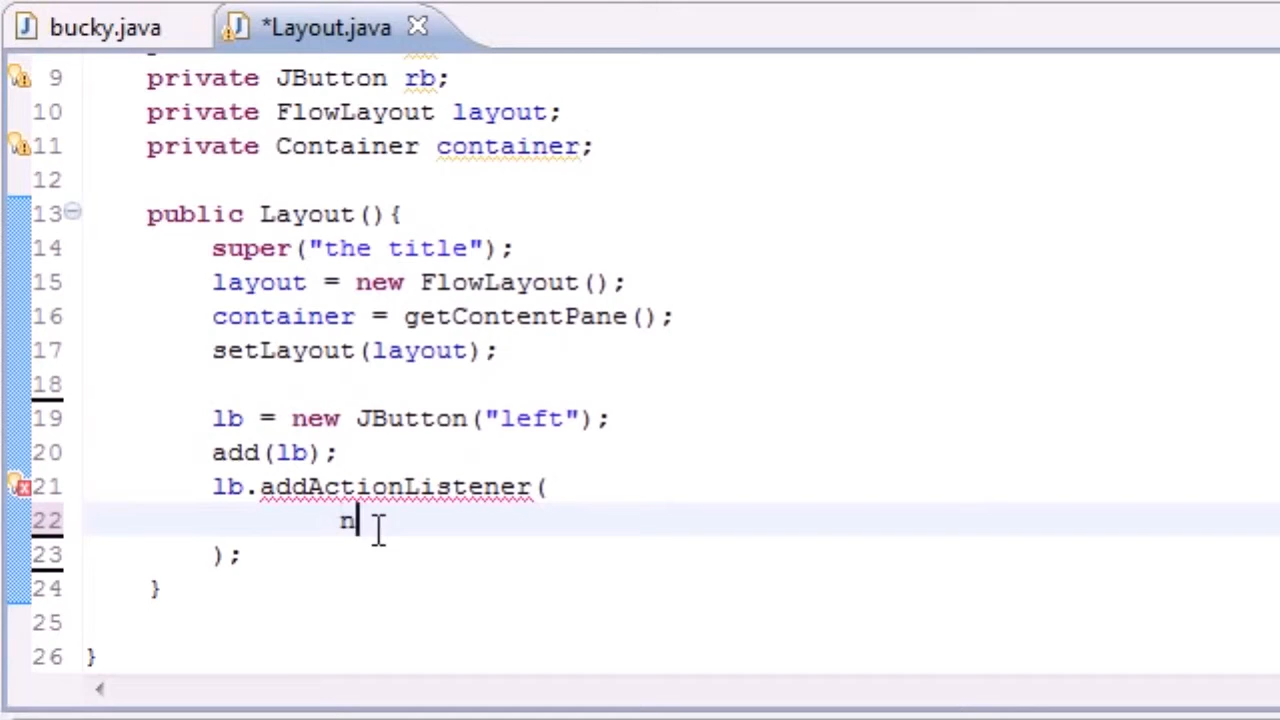 bucky.java *Layout.java
9 private JButton rb;
10 private FlowLayout layout;
11 private Container container;
12
13 public Layout(){
14 super("the title");
15 layout = new FlowLayout();
16 container = getContentPane();
17 setLayout(layout);
18
19 lb = new JButton("left");
20 add(lb);
21 lb.addActionListener(
22 n
23 );
24 }
25
26 }